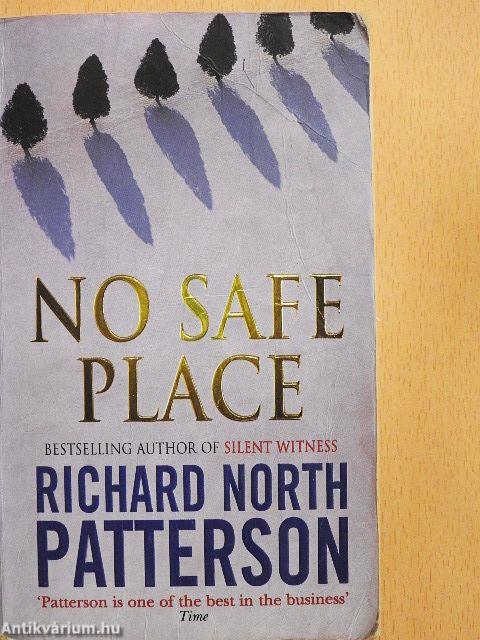 NO SAFE
PLACE
BESTSELLING AUTHOR OF SILENT WITNESS
RICHARD NORTH
PATTERSON
'Patterson is one of the best in the business'
Time
Antikvárium.hu